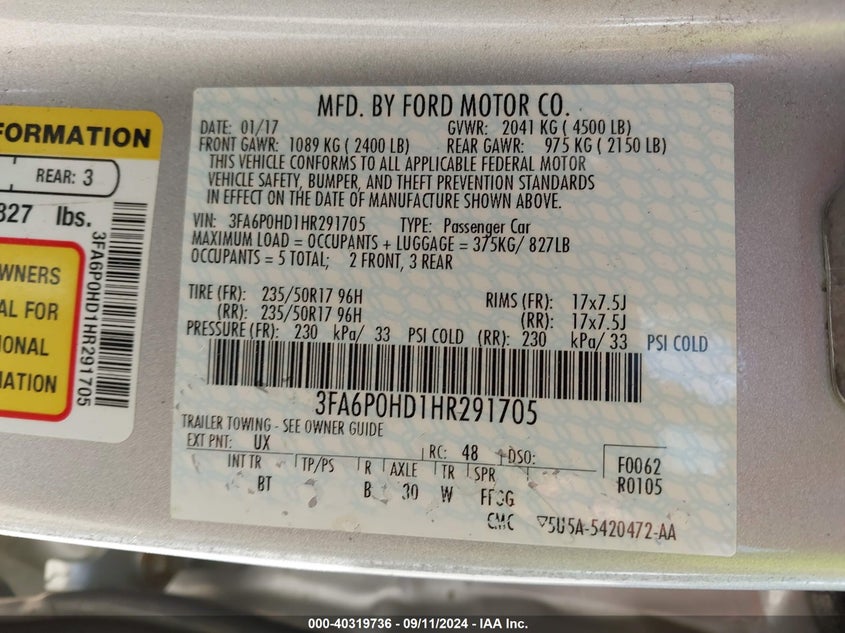 FORMATION
REAR: 3
827 lbs.
OWNERS
AL FOR
IONAL
MATION
3FA6P0HD1HR291705
MFD. BY FORD MOTOR CO.
DATE: 01/17 GVWR: 2041 KG ( 4500 LB)
FRONT GAWR: 1089 KG ( 2400 LB) REAR GAWR: 975 KG ( 2150 LB)
THIS VEHICLE CONFORMS TO ALL APPLICABLE FEDERAL MOTOR
VEHICLE SAFETY, BUMPER, AND THEFT PREVENTION STANDARDS
IN EFFECT ON THE DATE OF MANUFACTURE SHOWN ABOVE.
VIN: 3FA6P0HD1HR291705 TYPE: Passenger Car
MAXIMUM LOAD = OCCUPANTS + LUGGAGE = 375KG/ 827LB
OCCUPANTS = 5 TOTAL; 2 FRONT, 3 REAR
TIRE (FR): 235/50R17 96H RIMS (FR): 17x7.5J
(RR): 235/50R17 96H (RR): 17x7.5J
PRESSURE (FR): 230 kPa/ 33 PSI COLD (RR): 230 kPa/ 33 PSI COLD
3FA6P0HD1HR291705
TRAILER TOWING - SEE OWNER GUIDE
EXT PNT: UX RC: 48 DSO: F0062
INT TR TP/PS R AXLE TR SPR R0105
BT B 30 W
CMC 5U5A-5420472-AA
000-40319736 - 09/11/2024 - IAA Inc.